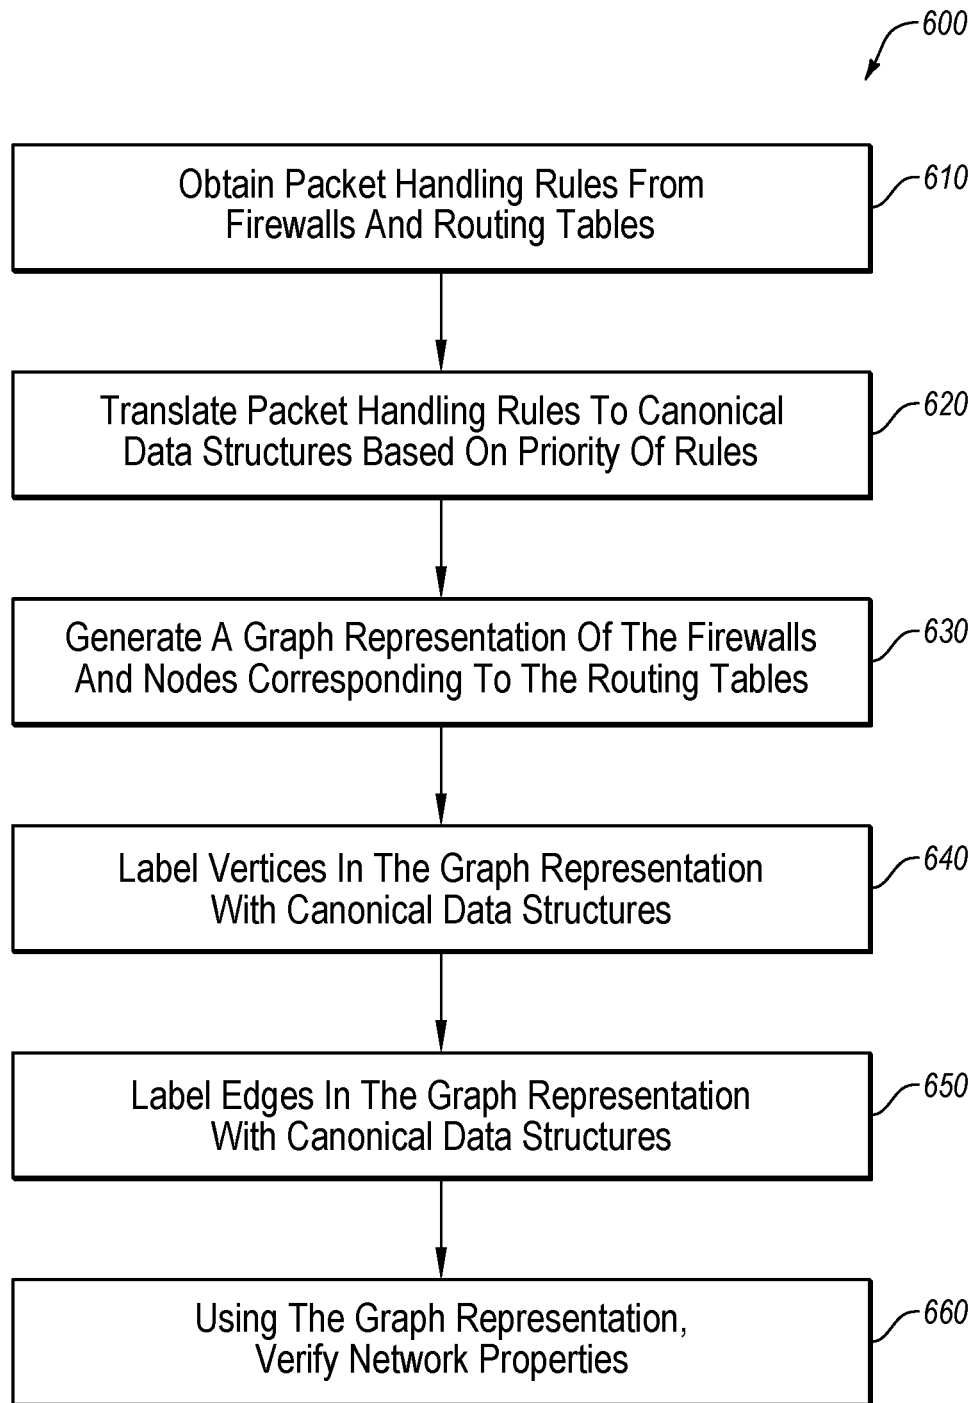 600
Obtain Packet Handling Rules From
Firewalls And Routing Tables
610
Translate Packet Handling Rules To Canonical
Data Structures Based On Priority Of Rules
620
Generate A Graph Representation Of The Firewalls
And Nodes Corresponding To The Routing Tables
630
Label Vertices In The Graph Representation
With Canonical Data Structures
640
Label Edges In The Graph Representation
With Canonical Data Structures
650
Using The Graph Representation,
Verify Network Properties
660